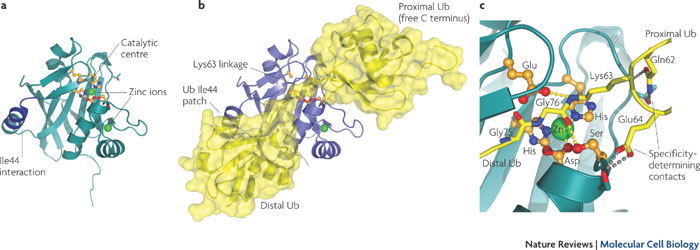 a
Catalytic
centre
Zinc ions
Ile44
interaction
b
Proximal Ub
(free C terminus)
Lys63 linkage
Ub Ile44
patch
Distal Ub
c
Proximal Ub
Glu
Lys63
Gln62
Gly76
His
Glu64
Gly75
Zn
Ser
Distal Ub
His
Asp
Specificity-
determining
contacts
Nature Reviews | Molecular Cell Biology